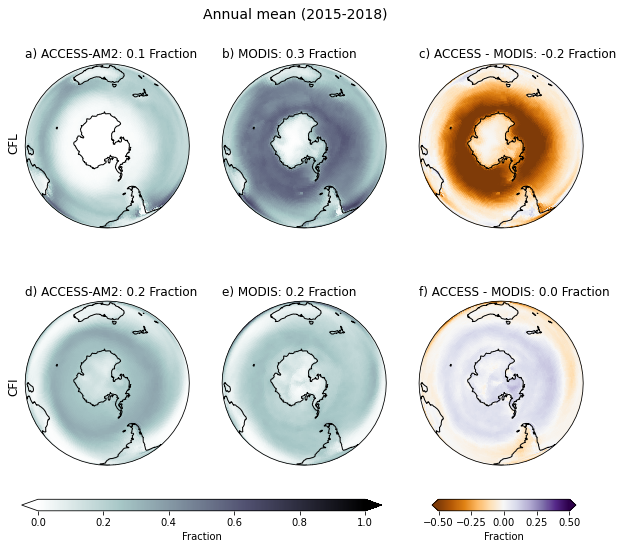 Annual mean (2015-2018)
a) ACCESS-AM2: 0.1 Fraction
b) MODIS: 0.3 Fraction
c) ACCESS - MODIS: -0.2 Fraction
CFL
d) ACCESS-AM2: 0.2 Fraction
e) MODIS: 0.2 Fraction
f) ACCESS - MODIS: 0.0 Fraction
CFI
0.0 0.2 0.4 0.6 0.8 1.0
Fraction
−0.50 −0.25 0.00 0.25 0.50
Fraction